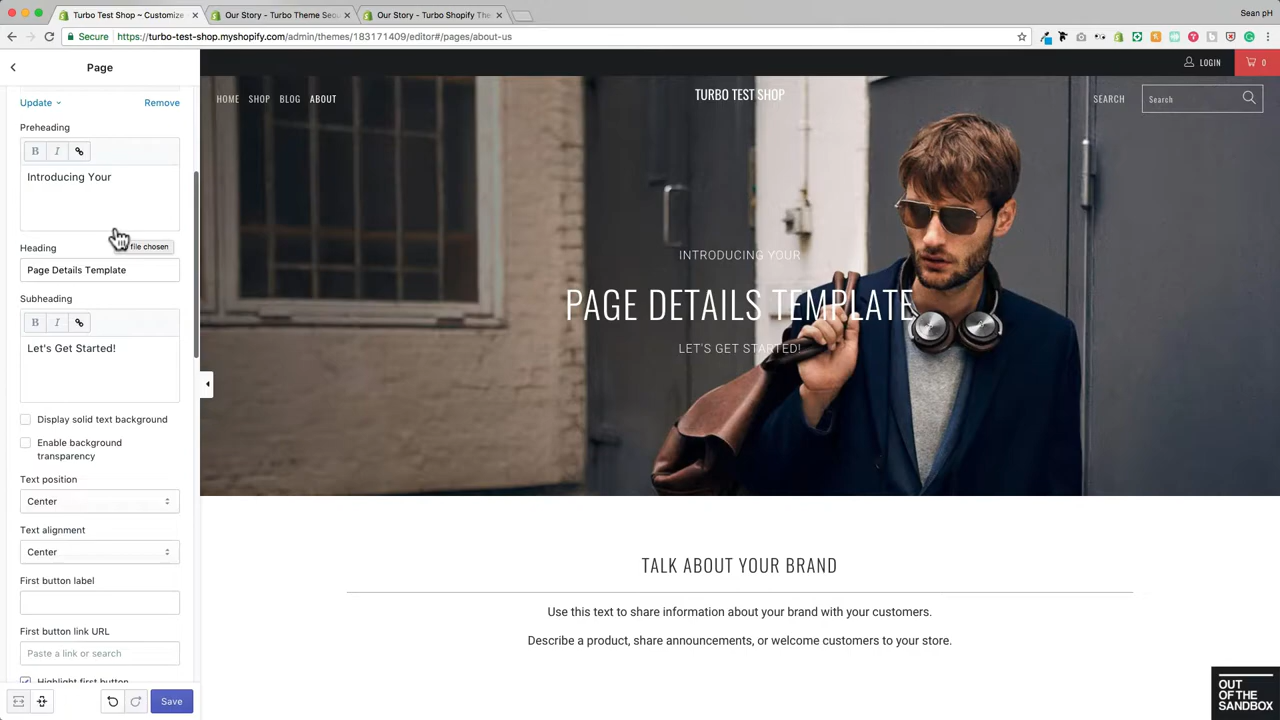 Turbo Test Shop ~ Customize
Our Story - Turbo Theme Sea
Our Story - Turbo Shopify The
Sean pH
Secure
https://turbo-test-shop.myshopify.com/admin/themes/183171409/editor#/pages/about-us
Page
LOGIN
0
Update
Remove
HOME
SHOP
BLOG
ABOUT
TURBO TEST SHOP
SEARCH
Search
Preheading
B
I
Introducing Your
file chosen
Heading
Page Details Template
Subheading
B
I
Let's Get Started!
INTRODUCING YOUR
PAGE DETAILS TEMPLATE
LET'S GET STARTED!
Display solid text background
Enable background
transparency
Text position
Center
Text alignment
Center
First button label
First button link URL
Paste a link or search
Highlight first button
Save
TALK ABOUT YOUR BRAND
Use this text to share information about your brand with your customers.
Describe a product, share announcements, or welcome customers to your store.
OUT
OF THE
SANDBOX